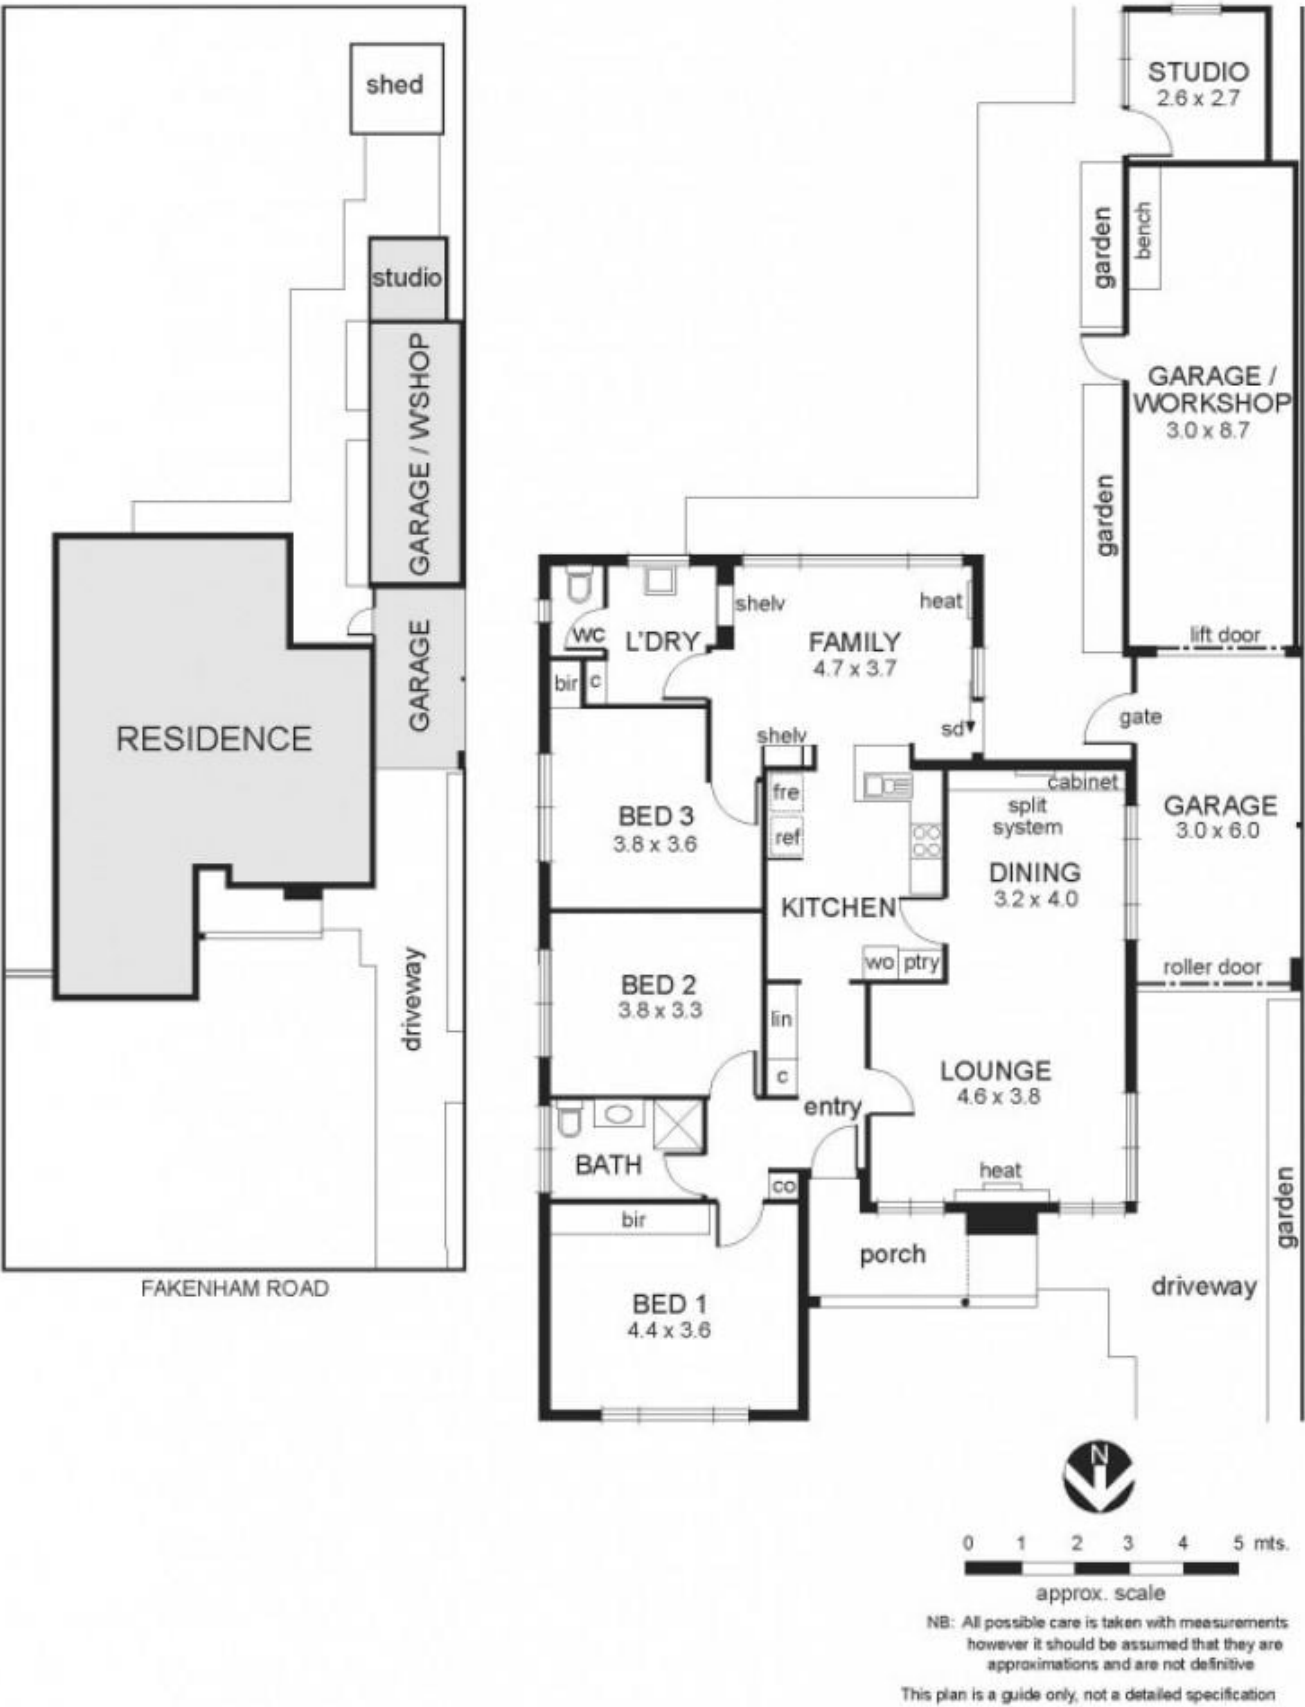 shed
studio
GARAGE / WSHOP
GARAGE
RESIDENCE
driveway
FAKENHAM ROAD
STUDIO
2.6 x 2.7
garden
bench
GARAGE /
WORKSHOP
3.0 x 8.7
garden
lift door
gate
GARAGE
3.0 x 6.0
roller door
wc
L'DRY
shelv
heat
FAMILY
4.7 x 3.7
bir
c
sd
shelv
fre
ref
cabinet
split
system
BED 3
3.8 x 3.6
DINING
3.2 x 4.0
KITCHEN
wo
ptry
BED 2
3.8 x 3.3
lin
c
LOUNGE
4.6 x 3.8
entry
BATH
co
heat
bir
porch
BED 1
4.4 x 3.6
garden
driveway
N
0 1 2 3 4 5 mts.
approx. scale
NB: All possible care is taken with measurements
however it should be assumed that they are
approximations and are not definitive
This plan is a guide only, not a detailed specification